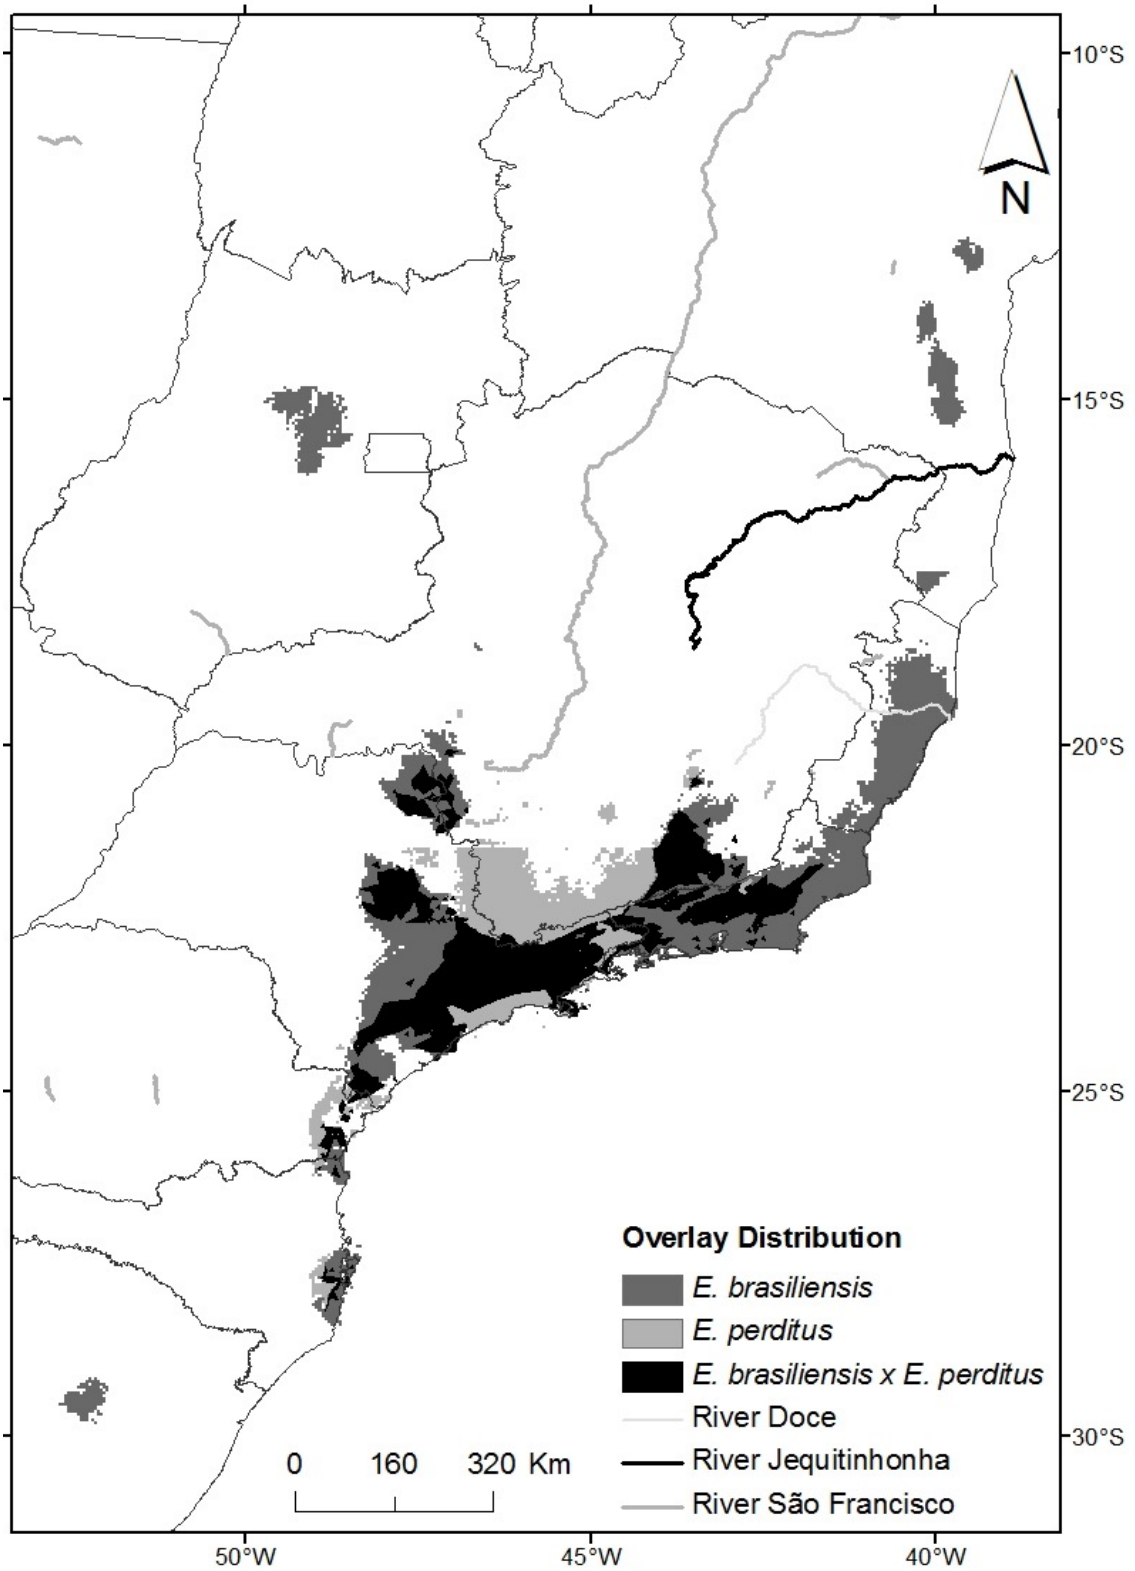 10°S
N
15°S
20°S
25°S
Overlay Distribution
E. brasiliensis
E. perditus
E. brasiliensis x E. perditus
River Doce
River Jequitinhonha
River São Francisco
30°S
0 160 320 Km
50°W 45°W 40°W